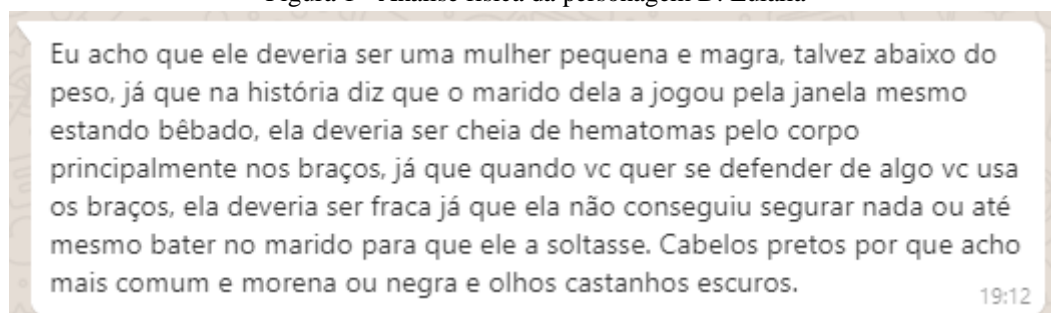 Eu acho que ele deveria ser uma mulher pequena e magra, talvez abaixo do
peso, já que na história diz que o marido dela a jogou pela janela mesmo
estando bêbado, ela deveria ser cheia de hematomas pelo corpo
principalmente nos braços, já que quando vc quer se defender de algo vc usa
os braços, ela deveria ser fraca já que ela não conseguiu segurar nada ou até
mesmo bater no marido para que ele a soltasse. Cabelos pretos por que acho
mais comum e morena ou negra e olhos castanhos escuros.
19:12